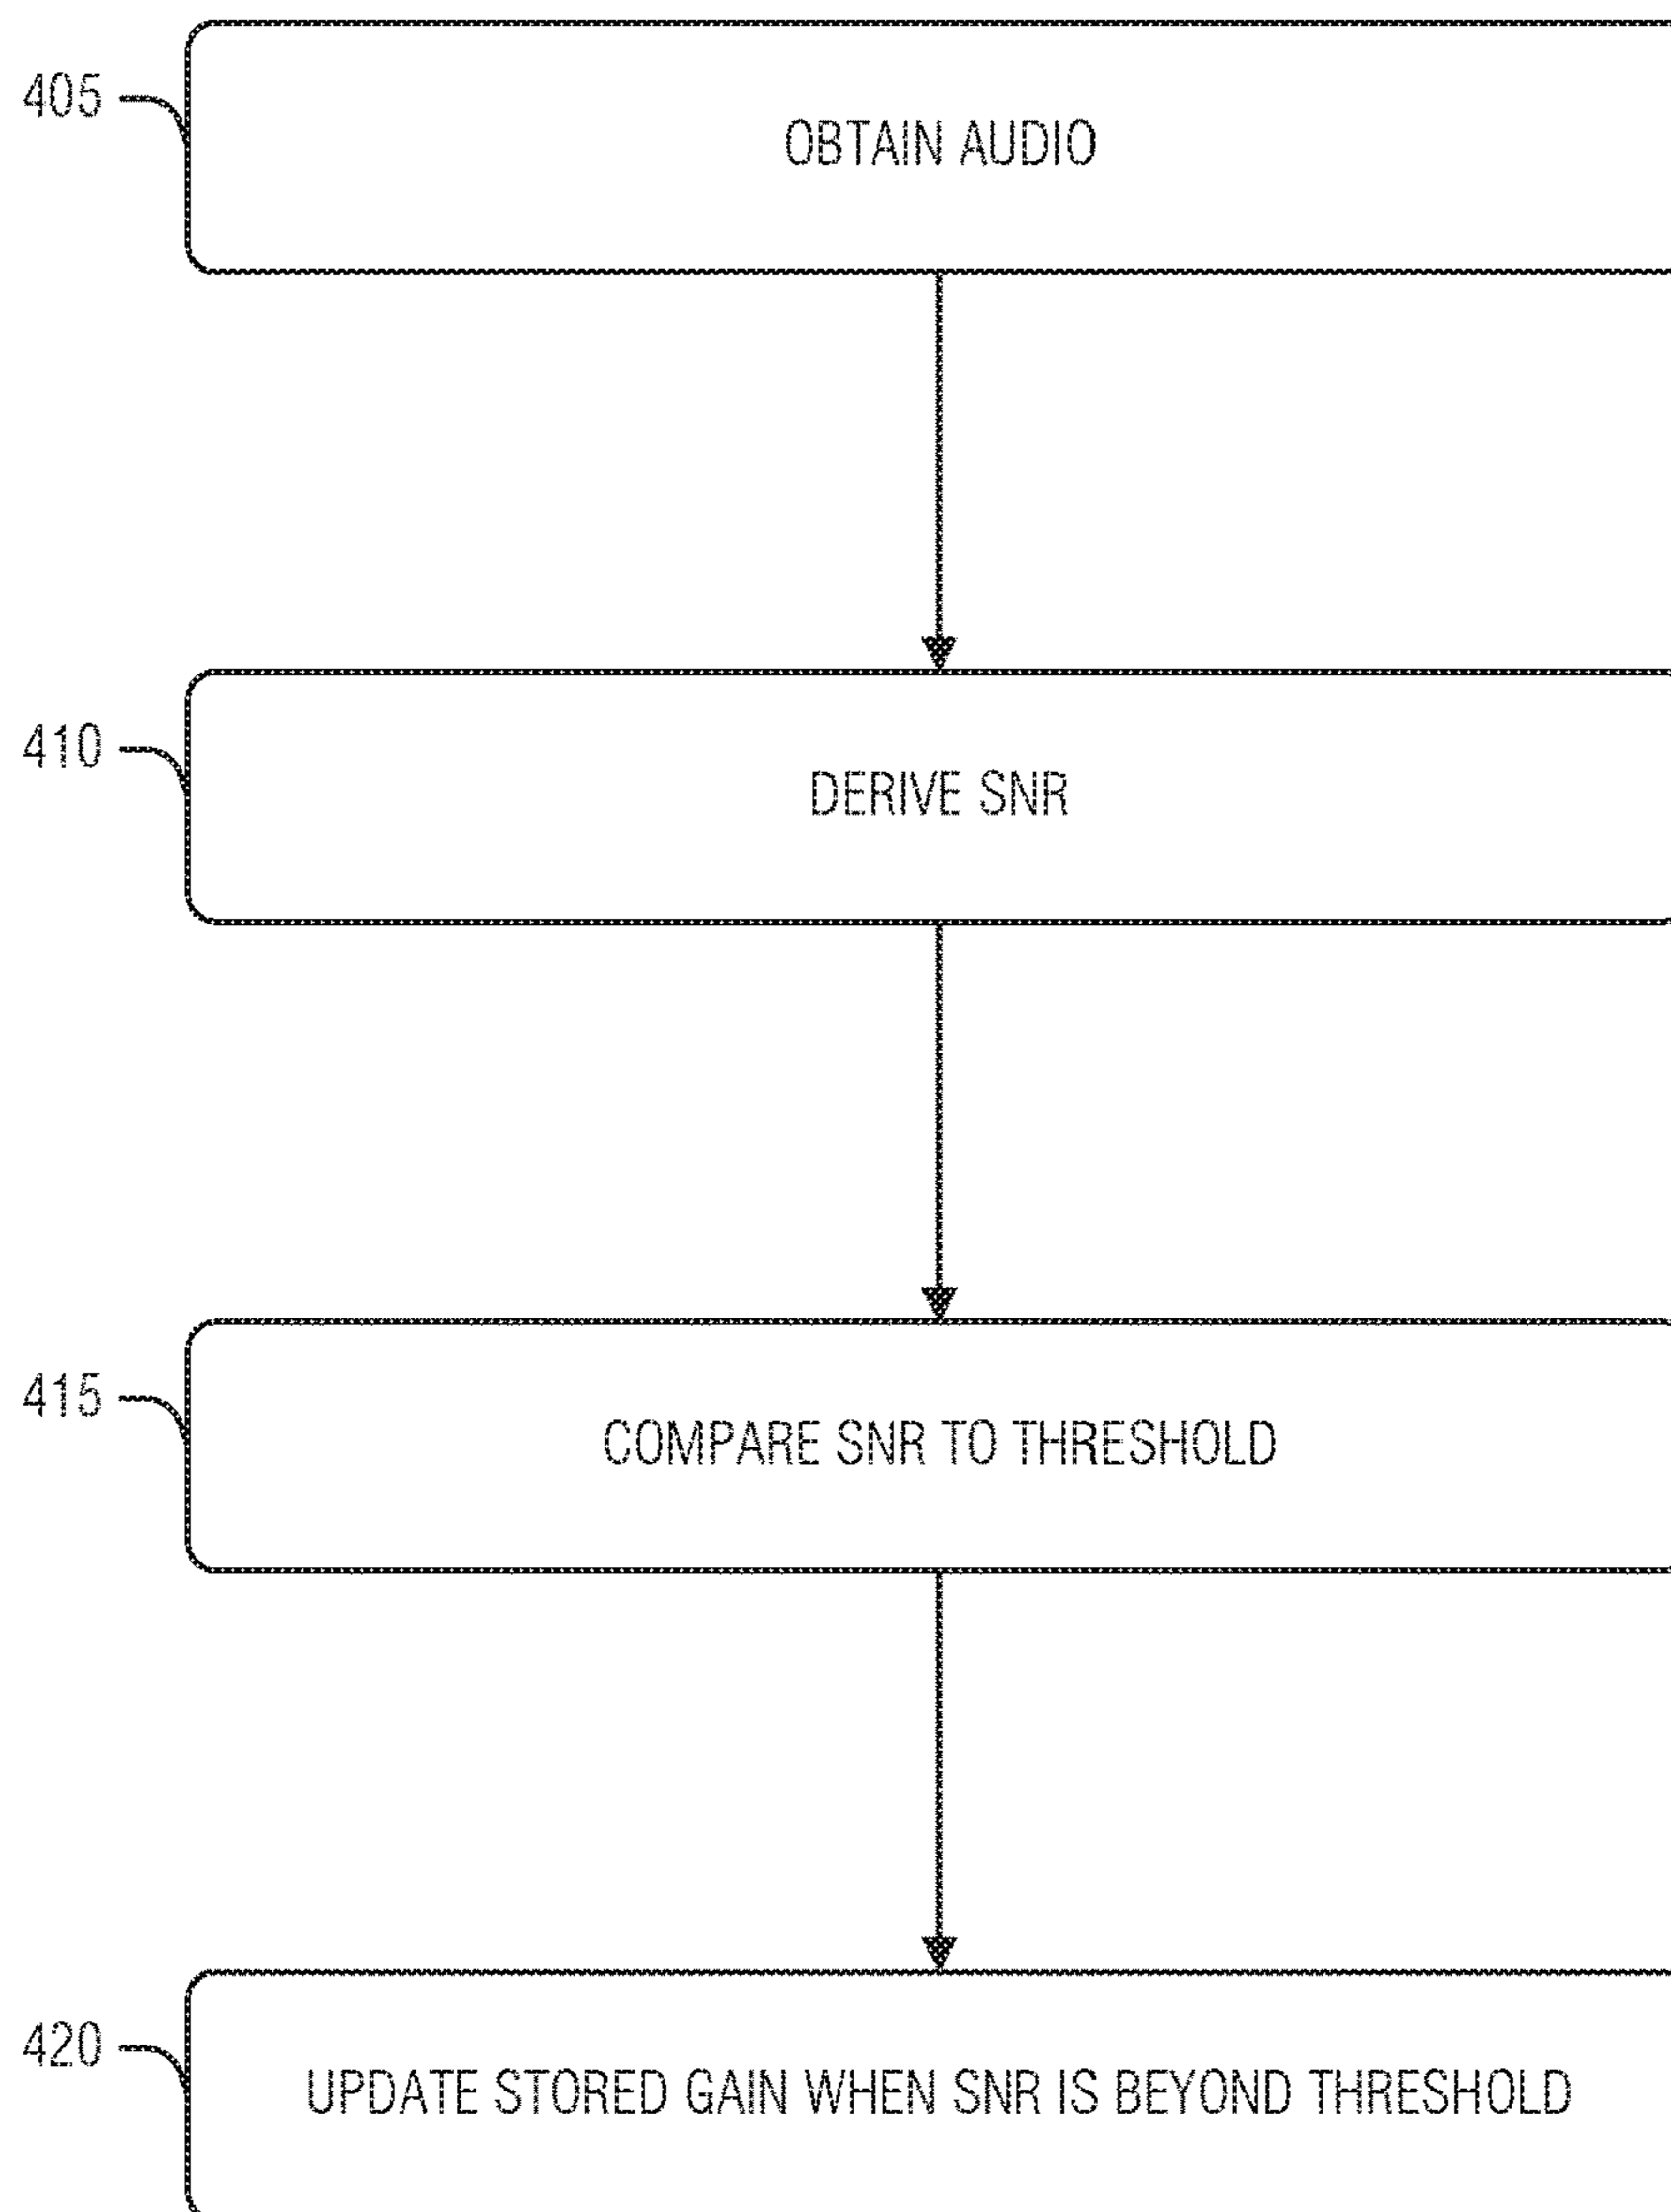 405
OBTAIN AUDIO
410
DERIVE SNR
415
COMPARE SNR TO THRESHOLD
420
UPDATE STORED GAIN WHEN SNR IS BEYOND THRESHOLD